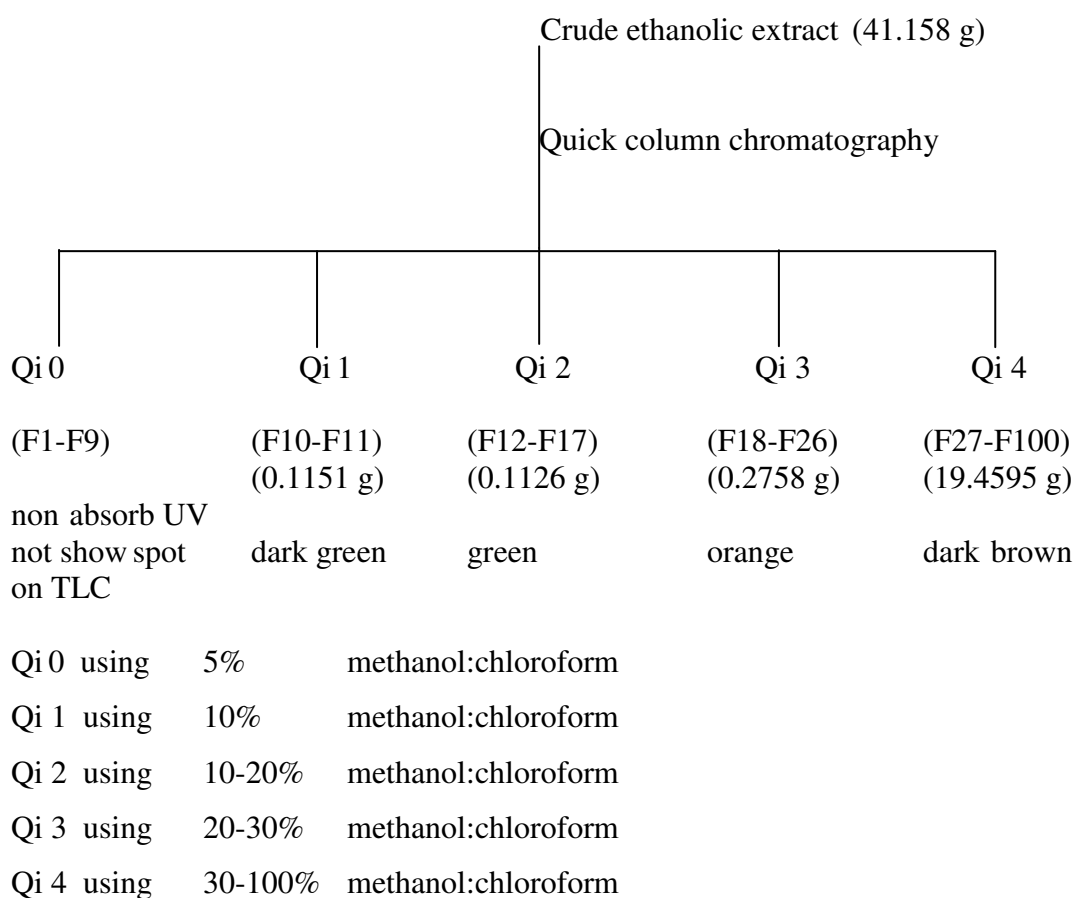 Crude ethanolic extract (41.158 g)
Quick column chromatography
Qi 0 Qi 1 Qi 2 Qi 3 Qi 4
(F1-F9) (F10-F11) (F12-F17) (F18-F26) (F27-F100)
(0.1151 g) (0.1126 g) (0.2758 g) (19.4595 g)
non absorb UV
not show spot dark green green orange dark brown
on TLC
Qi 0 using 5% methanol:chloroform
Qi 1 using 10% methanol:chloroform
Qi 2 using 10-20% methanol:chloroform
Qi 3 using 20-30% methanol:chloroform
Qi 4 using 30-100% methanol:chloroform